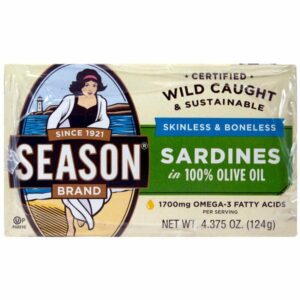 • CERTIFIED •
WILD CAUGHT
& SUSTAINABLE
SKINLESS & BONELESS
SINCE 1921
SEASON®
BRAND
SARDINES
in 100% OLIVE OIL
1700mg OMEGA-3 FATTY ACIDS
PER SERVING
NET WT. 4.375 OZ. (124g)
U P
PAREVE